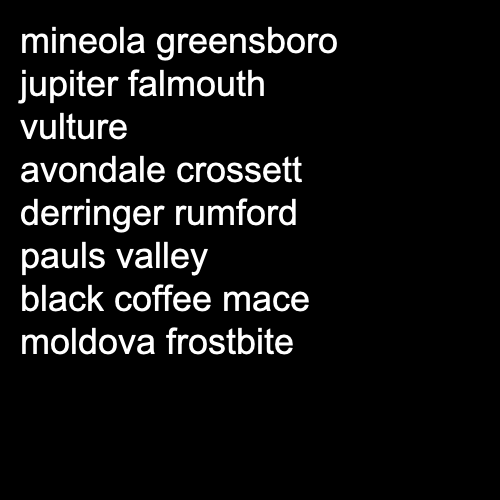 mineola greensboro
jupiter falmouth
vulture
avondale crossett
derringer rumford
pauls valley
black coffee mace
moldova frostbite